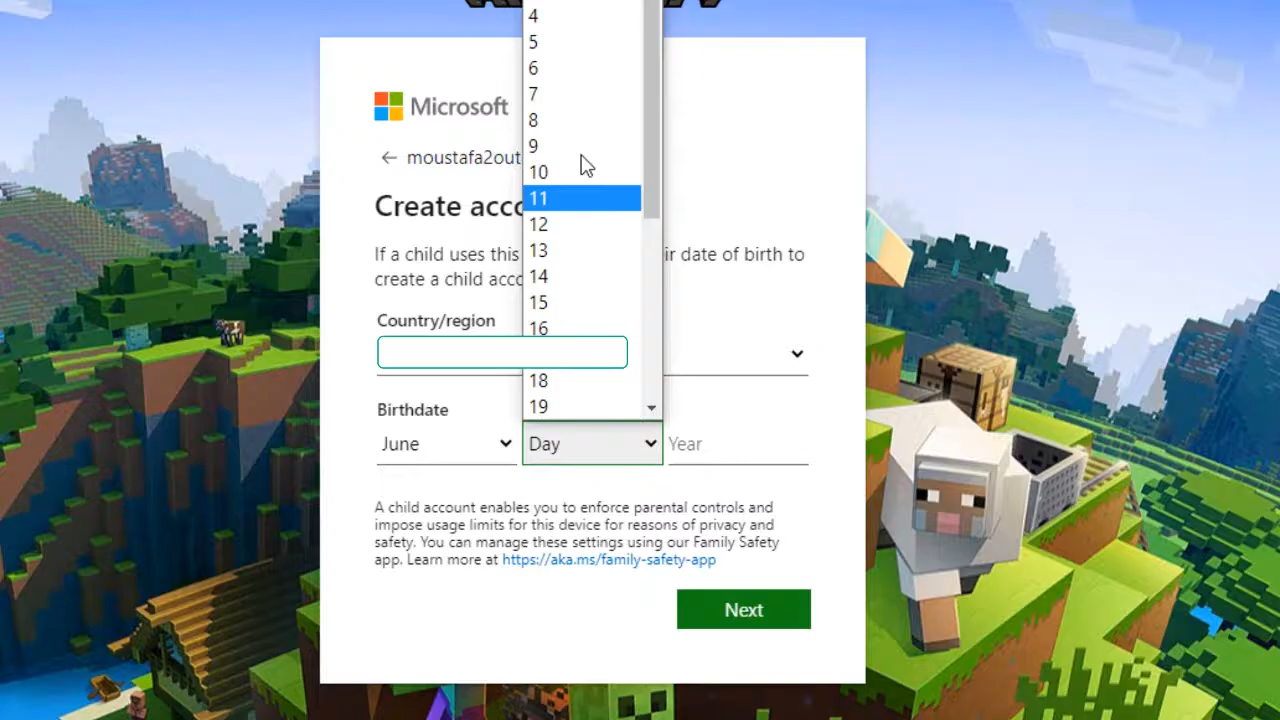 4
5
6
7
8
9
10
11
12
13
14
15
16
18
19
Microsoft
moustafa2out
Create acco
If a child uses this ir date of birth to
create a child acco
Country/region
Birthdate
June Day Year
A child account enables you to enforce parental controls and
impose usage limits for this device for reasons of privacy and
safety. You can manage these settings using our Family Safety
app. Learn more at https://aka.ms/family-safety-app
Next